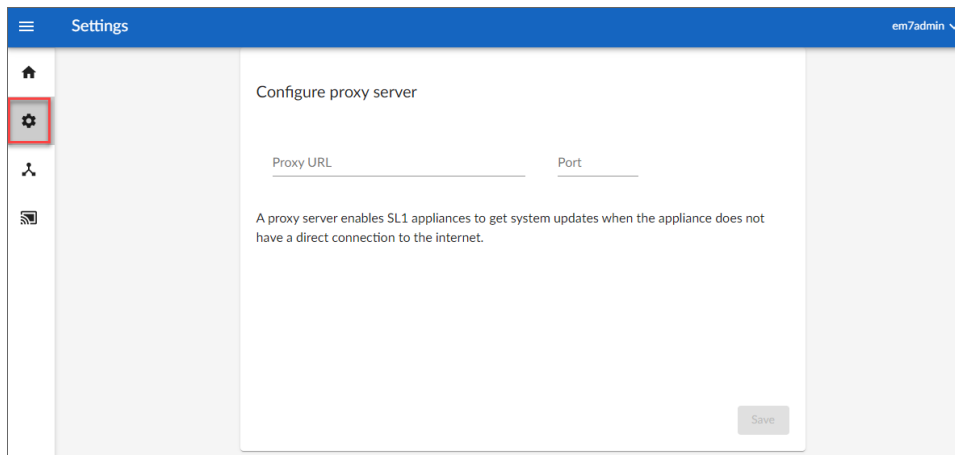 Settings
em7admin
Configure proxy server
Proxy URL
Port
A proxy server enables SL1 appliances to get system updates when the appliance does not
have a direct connection to the internet.
Save